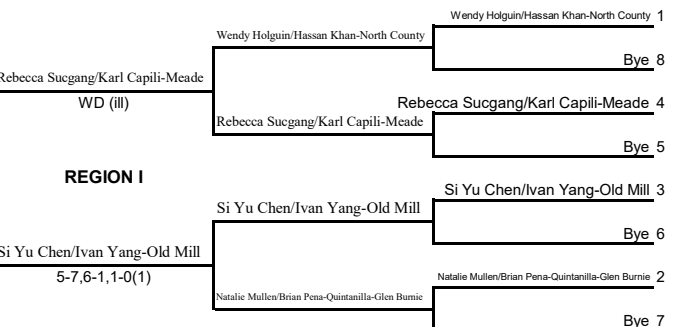 Wendy Holguin/Hassan Khan-North County 1
Wendy Holguin/Hassan Khan-North County
Bye 8
Rebecca Sucgang/Karl Capili-Meade
WD (ill)
Rebecca Sucgang/Karl Capili-Meade 4
Rebecca Sucgang/Karl Capili-Meade
Bye 5
REGION I
Si Yu Chen/Ivan Yang-Old Mill 3
Si Yu Chen/Ivan Yang-Old Mill
Bye 6
Si Yu Chen/Ivan Yang-Old Mill
5-7,6-1,1-0(1)
Natalie Mullen/Brian Pena-Quintanilla-Glen Burnie 2
Natalie Mullen/Brian Pena-Quintanilla-Glen Burnie
Bye 7